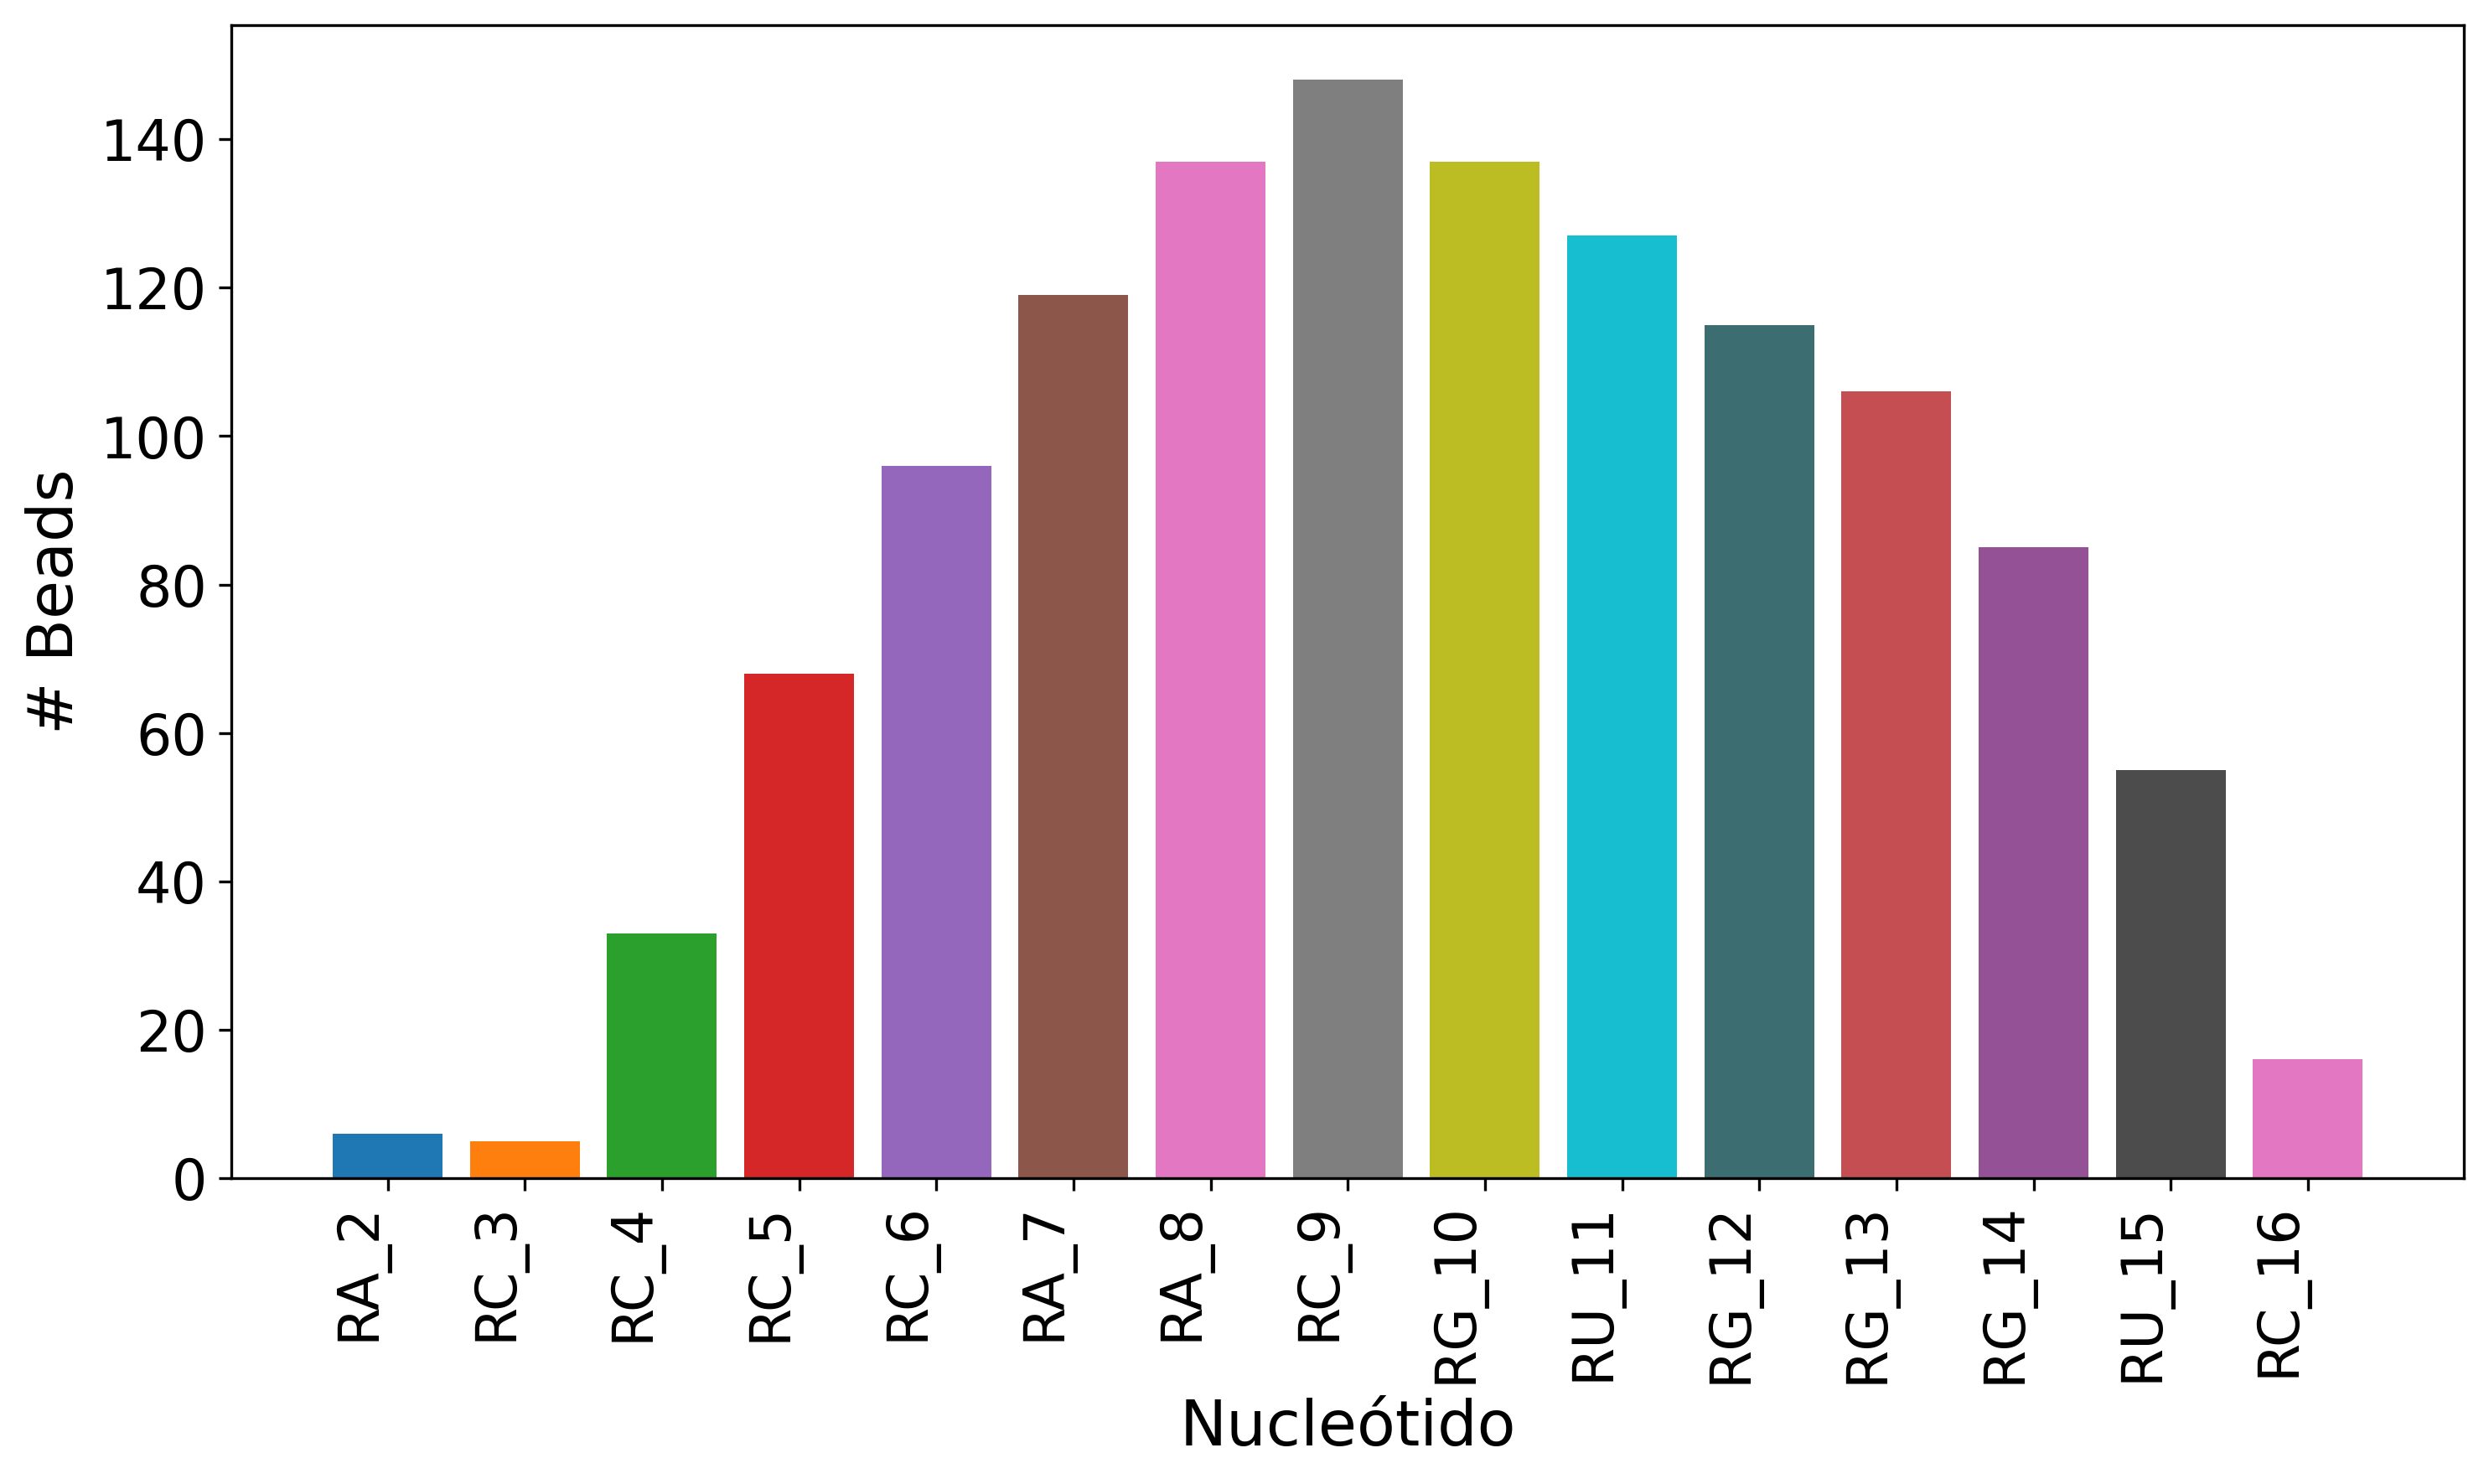 140
120
100
80
60
40
20
0
# Beads
RA_2
RC_3
RC_4
RC_5
RC_6
RA_7
RA_8
RC_9
RG_10
RU_11
RG_12
RG_13
RG_14
RU_15
RC_16
Nucleótido